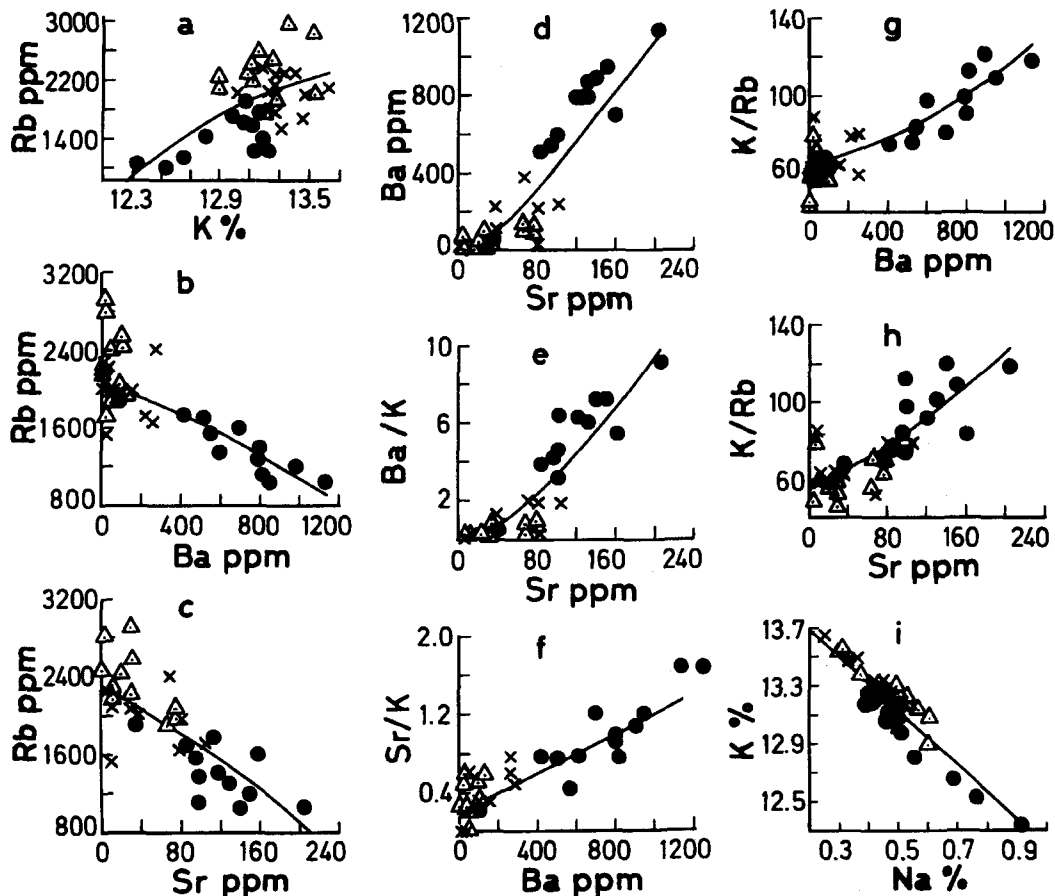 a
3000
2200
1400
Rb ppm
12.3 12.9 13.5
K %
d
1200
800
400
0
Ba ppm
0 80 160 240
Sr ppm
g
140
100
60
K/Rb
0 400 800 1200
Ba ppm
b
3200
2400
1600
800
Rb ppm
0 400 800 1200
Ba ppm
e
10
6
2
Ba/K
0 80 160 240
Sr ppm
h
140
100
60
K/Rb
0 80 160 240
Sr ppm
c
3200
2400
1600
800
Rb ppm
0 80 160 240
Sr ppm
f
2.0
1.2
0.4
Sr/K
0 400 800 1200
Ba ppm
i
13.7
13.3
12.9
12.5
K %
0.3 0.5 0.7 0.9
Na %